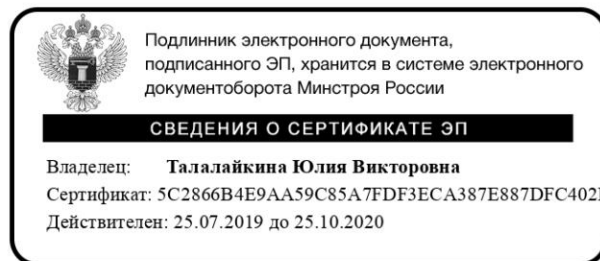 Подлинник электронного документа,
подписанного ЭП, хранится в системе электронного
документоборота Минстроя России
СВЕДЕНИЯ О СЕРТИФИКАТЕ ЭП
Владелец: Талалайкина Юлия Викторовна
Сертификат: 5C2866B4E9AA59C85A7FDF3ECA387E887DFC402
Действителен: 25.07.2019 до 25.10.2020